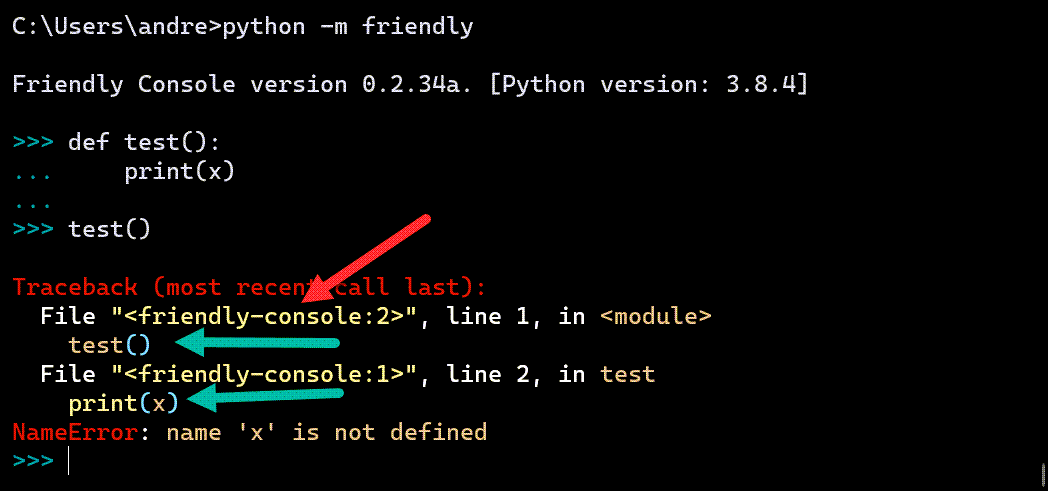 C:\Users\andre>python -m friendly
Friendly Console version 0.2.34a. [Python version: 3.8.4]
>>> def test():
...     print(x)
...
>>> test()
Traceback (most recent call last):
  File "<friendly-console:2>", line 1, in <module>
    test()
  File "<friendly-console:1>", line 2, in test
    print(x)
NameError: name 'x' is not defined
>>>